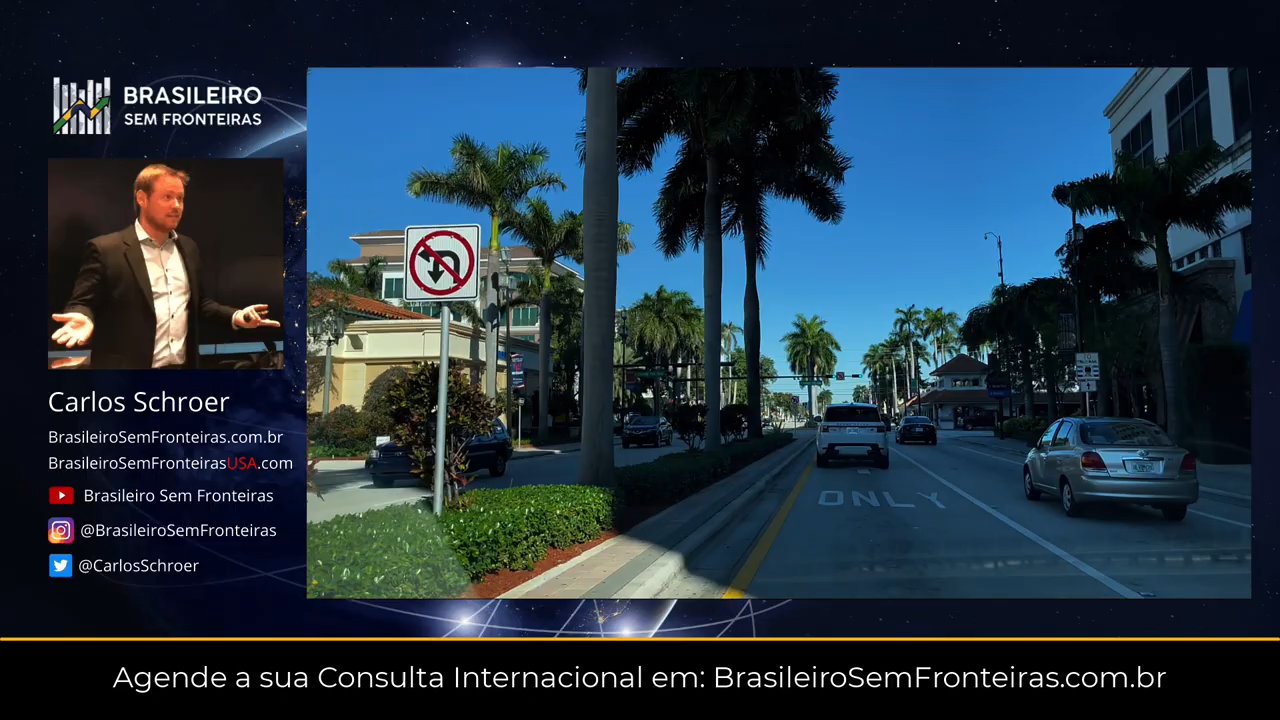 BRASILEIRO
SEM FRONTEIRAS
Carlos Schroer
BrasileiroSemFronteiras.com.br
BrasileiroSemFronteirasUSA.com
Brasileiro Sem Fronteiras
@BrasileiroSemFronteiras
@CarlosSchroer
ONLY
Agende a sua Consulta Internacional em: BrasileiroSemFronteiras.com.br